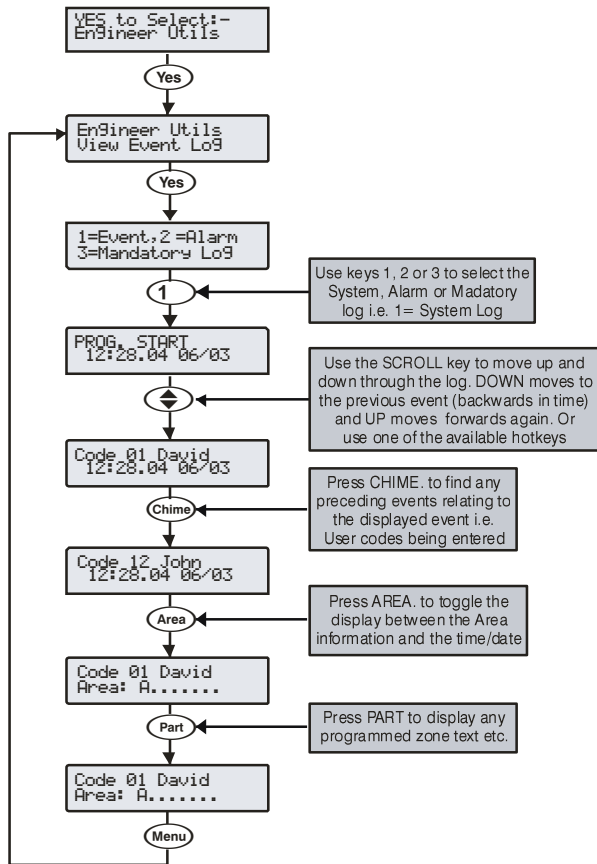 YES to Select:-
En9ineer Utils
Yes
En9ineer Utils
View Event Lo9
Yes
1=Event,2 =Alarm
3=Mandatory Lo9
1
Use keys 1, 2 or 3 to select the
System, Alarm or Madatory
log i.e. 1= System Log
PROG. START
12:28.04 06/03
Use the SCROLL key to move up and
down through the log. DOWN moves to
the previous event (backwards in time)
and UP moves forwards again. Or
use one of the available hotkeys
Code 01 David
12:28.04 06/03
Chime
Press CHIME. to find any
preceding events relating to
the displayed event i.e.
User codes being entered
Code 12 John
12:28.04 06/03
Area
Press AREA. to toggle the
display between the Area
information and the time/date
Code 01 David
Area: A.......
Part
Press PART to display any
programmed zone text etc.
Code 01 David
Area: A.......
Menu